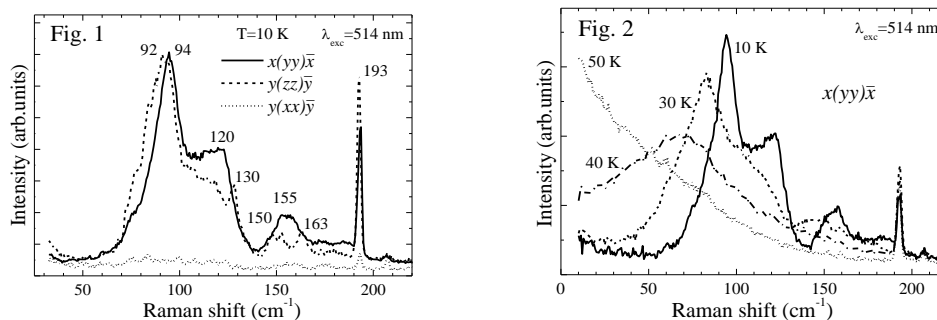 Fig. 1
T=10 K
λexc=514 nm
92
94
x(yy)x̄
y(zz)ȳ
y(xx)ȳ
193
120
130
150
155
163
Intensity (arb.units)
50
100
150
200
Raman shift (cm-1)
Fig. 2
λexc=514 nm
50 K
10 K
30 K
x(yy)x̄
40 K
Intensity (arb.units)
0
50
100
150
200
Raman shift (cm-1)